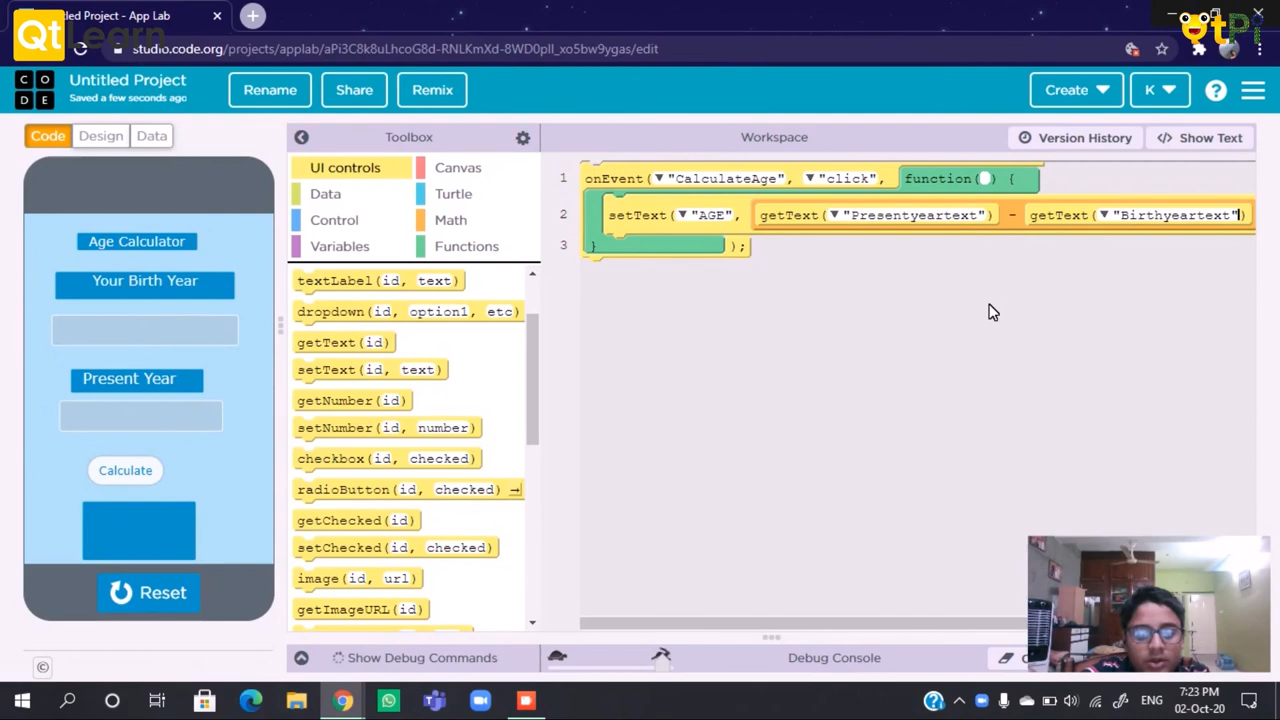 Untitled Project - App Lab
Qt Learn
QtPi
studio.code.org/projects/applab/aPi3C8k8uLhcoG8d-RNLKmXd-8WD0pIl_xo5bw9ygas/edit
CO
DE
Untitled Project
Saved a few seconds ago
Rename
Share
Remix
Create
K
?
Code
Design
Data
Toolbox
Workspace
Version History
</> Show Text
UI controls
Canvas
Data
Turtle
Control
Math
Variables
Functions
1 onEvent( "CalculateAge", "click", function( ) {
2 setText( "AGE", getText( "Presentyeartext") - getText( "Birthyeartext")
3 } );
Age Calculator
Your Birth Year
Present Year
Calculate
Reset
textLabel(id, text)
dropdown(id, option1, etc)
getText(id)
setText(id, text)
getNumber(id)
setNumber(id, number)
checkbox(id, checked)
radioButton(id, checked)
getChecked(id)
setChecked(id, checked)
image(id, url)
getImageURL(id)
©
Show Debug Commands
Debug Console
ENG
7:23 PM
02-Oct-20